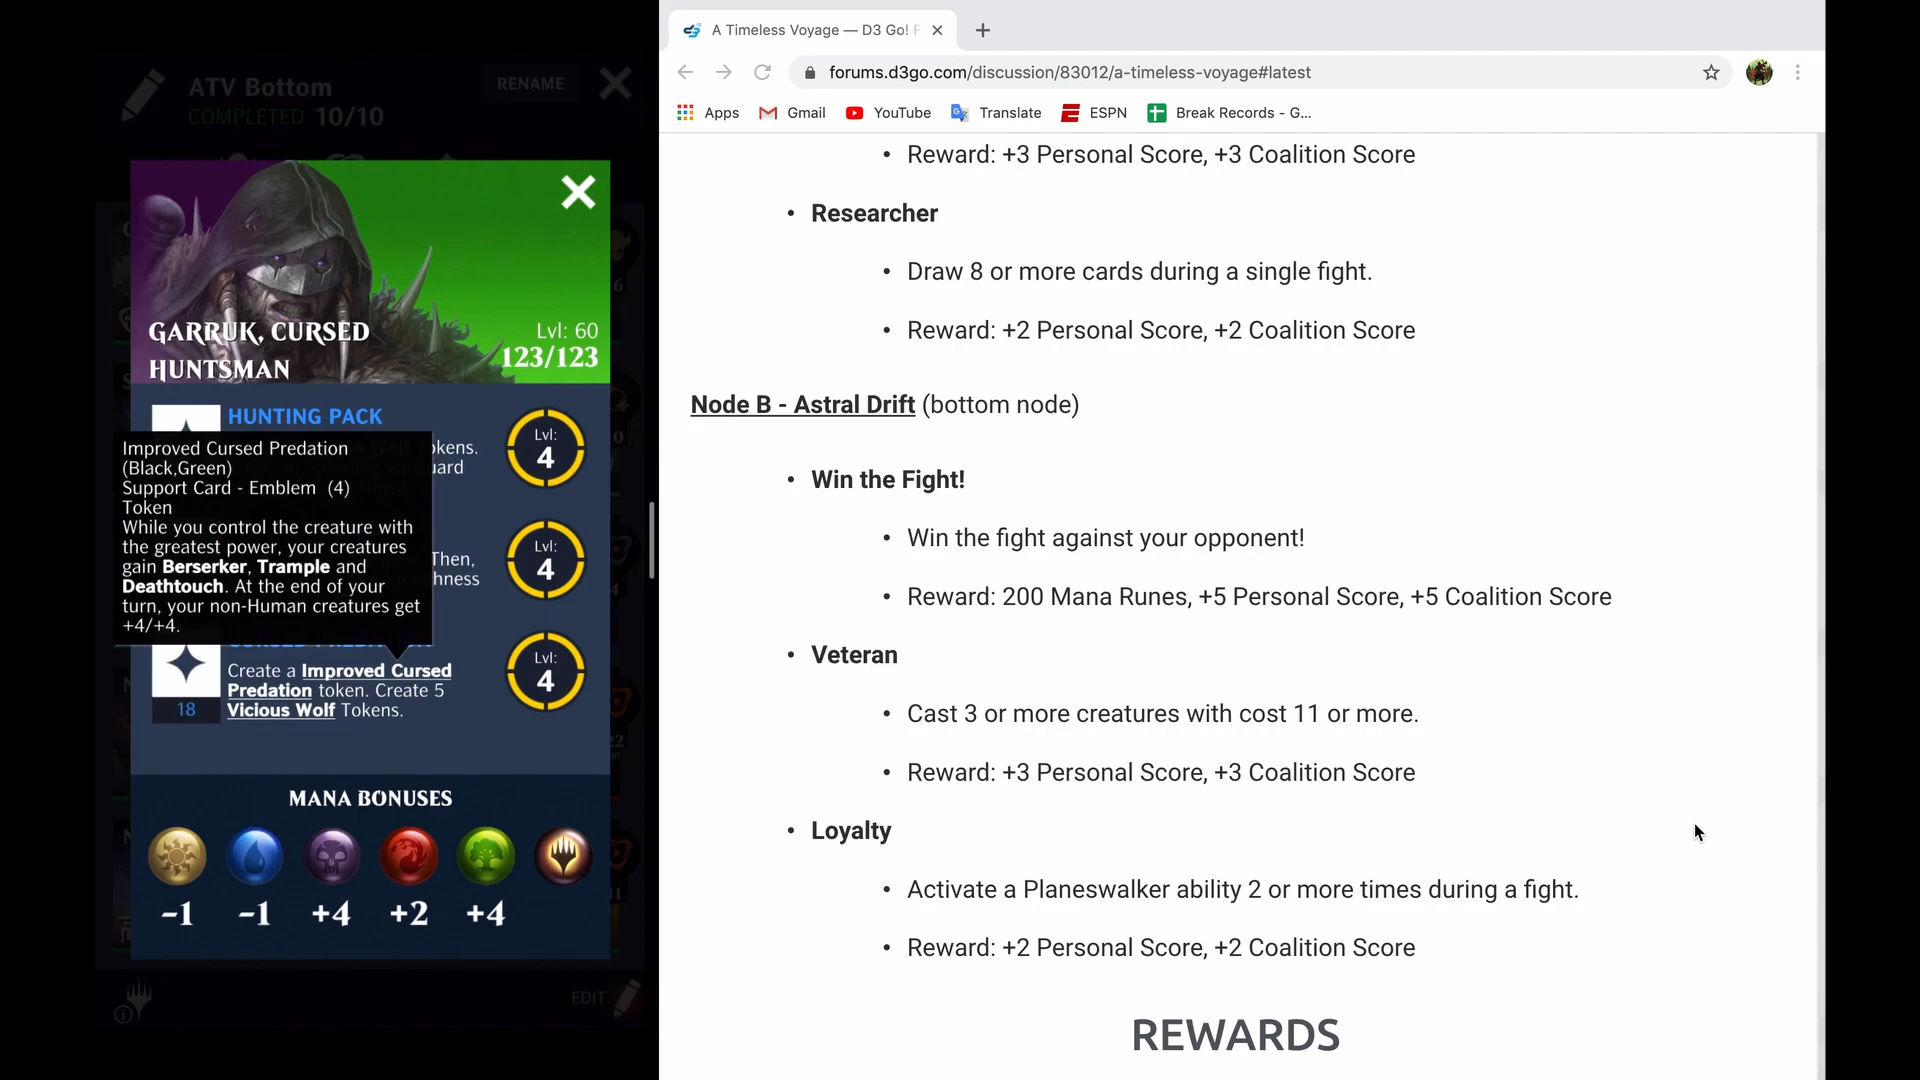 ATV Bottom
COMPLETED 10/10
RENAME
GARRUK, CURSED
HUNTSMAN
Lvl: 60
123/123
HUNTING PACK
Lvl:
4
okens.
uard
Improved Cursed Predation
(Black,Green)
Support Card - Emblem (4)
Token
While you control the creature with
the greatest power, your creatures
gain Berserker, Trample and
Deathtouch. At the end of your
turn, your non-Human creatures get
+4/+4.
Then,
hness
Lvl:
4
Create a Improved Cursed
Predation token. Create 5
Vicious Wolf Tokens.
18
Lvl:
4
MANA BONUSES
-1 -1 +4 +2 +4
EDIT
A Timeless Voyage — D3 Go! F
forums.d3go.com/discussion/83012/a-timeless-voyage#latest
Apps Gmail YouTube Translate ESPN Break Records - G...
• Reward: +3 Personal Score, +3 Coalition Score
• Researcher
• Draw 8 or more cards during a single fight.
• Reward: +2 Personal Score, +2 Coalition Score
Node B - Astral Drift (bottom node)
• Win the Fight!
• Win the fight against your opponent!
• Reward: 200 Mana Runes, +5 Personal Score, +5 Coalition Score
• Veteran
• Cast 3 or more creatures with cost 11 or more.
• Reward: +3 Personal Score, +3 Coalition Score
• Loyalty
• Activate a Planeswalker ability 2 or more times during a fight.
• Reward: +2 Personal Score, +2 Coalition Score
REWARDS